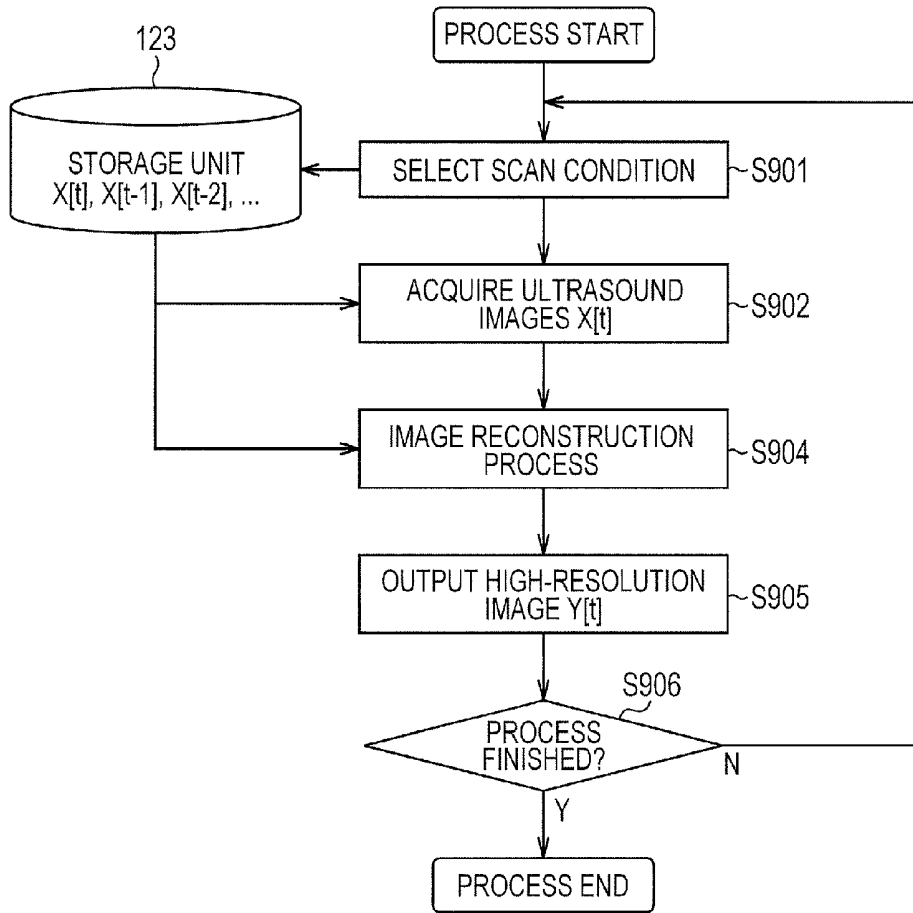 PROCESS START
123
STORAGE UNIT
X[t], X[t-1], X[t-2], ...
SELECT SCAN CONDITION
S901
ACQUIRE ULTRASOUND
IMAGES X[t]
S902
IMAGE RECONSTRUCTION
PROCESS
S904
OUTPUT HIGH-RESOLUTION
IMAGE Y[t]
S905
S906
PROCESS
FINISHED?
N
Y
PROCESS END